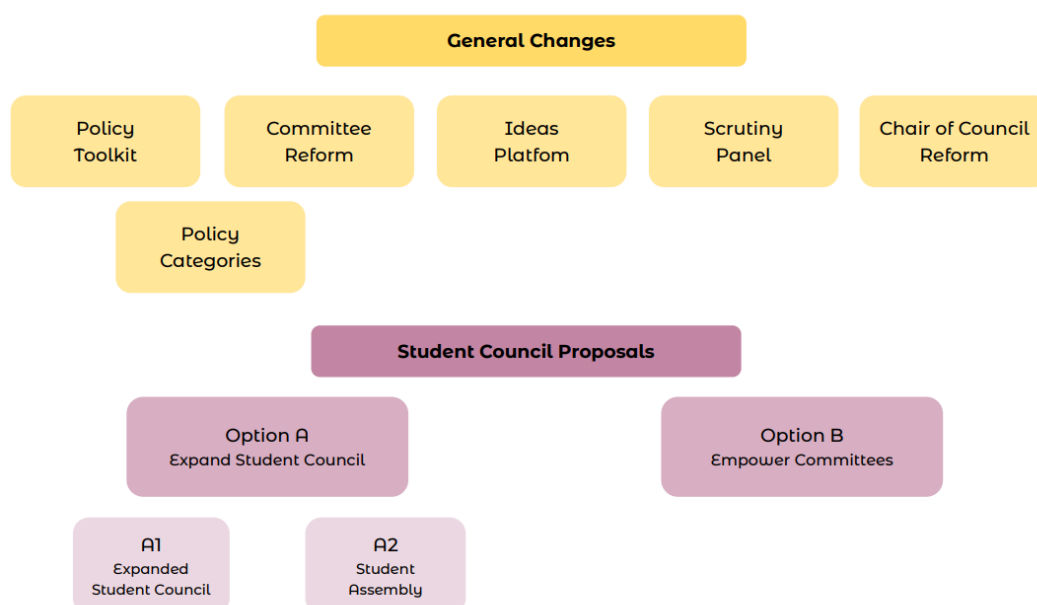 General Changes
Policy
Toolkit
Committee
Reform
Ideas
Platfom
Scrutiny
Panel
Chair of Council
Reform
Policy
Categories
Student Council Proposals
Option A
Expand Student Council
Option B
Empower Committees
A1
Expanded
Student Council
A2
Student
Assembly